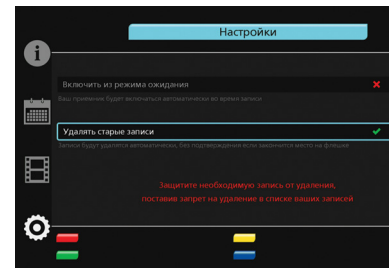 Настройки
Включить из режима ожидания
Ваш приемник будет включаться автоматически во время записи
Удалять старые записи
Записи будут удалятся автоматически, без подтверждения если закончится место на флешке
Защитите необходимую запись от удаления,
поставив запрет на удаление в списке ваших записей